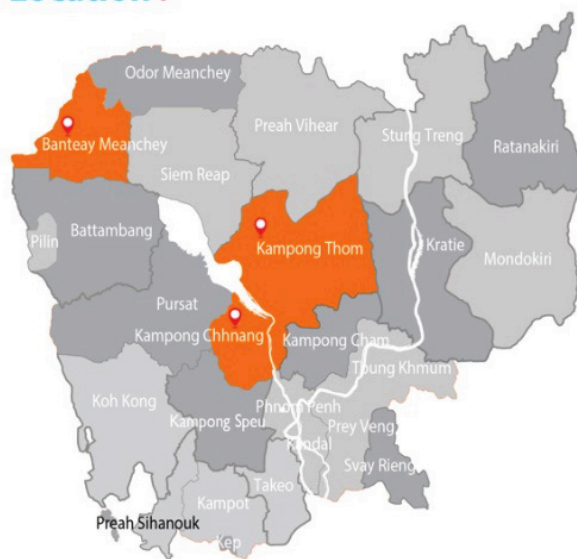 Odor Meanchey
Preah Vihear
Stung Treng
Ratanakiri
Banteay Meanchey
Siem Reap
Pilin
Battambang
Kampong Thom
Kratie
Mondokiri
Pursat
Kampong Chhnang
Kampong Cham
Tbung Khmum
Koh Kong
Kampong Speu
Phnom Penh
Prey Veng
Kandal
Svay Rieng
Takeo
Kampot
Preah Sihanouk
Kep